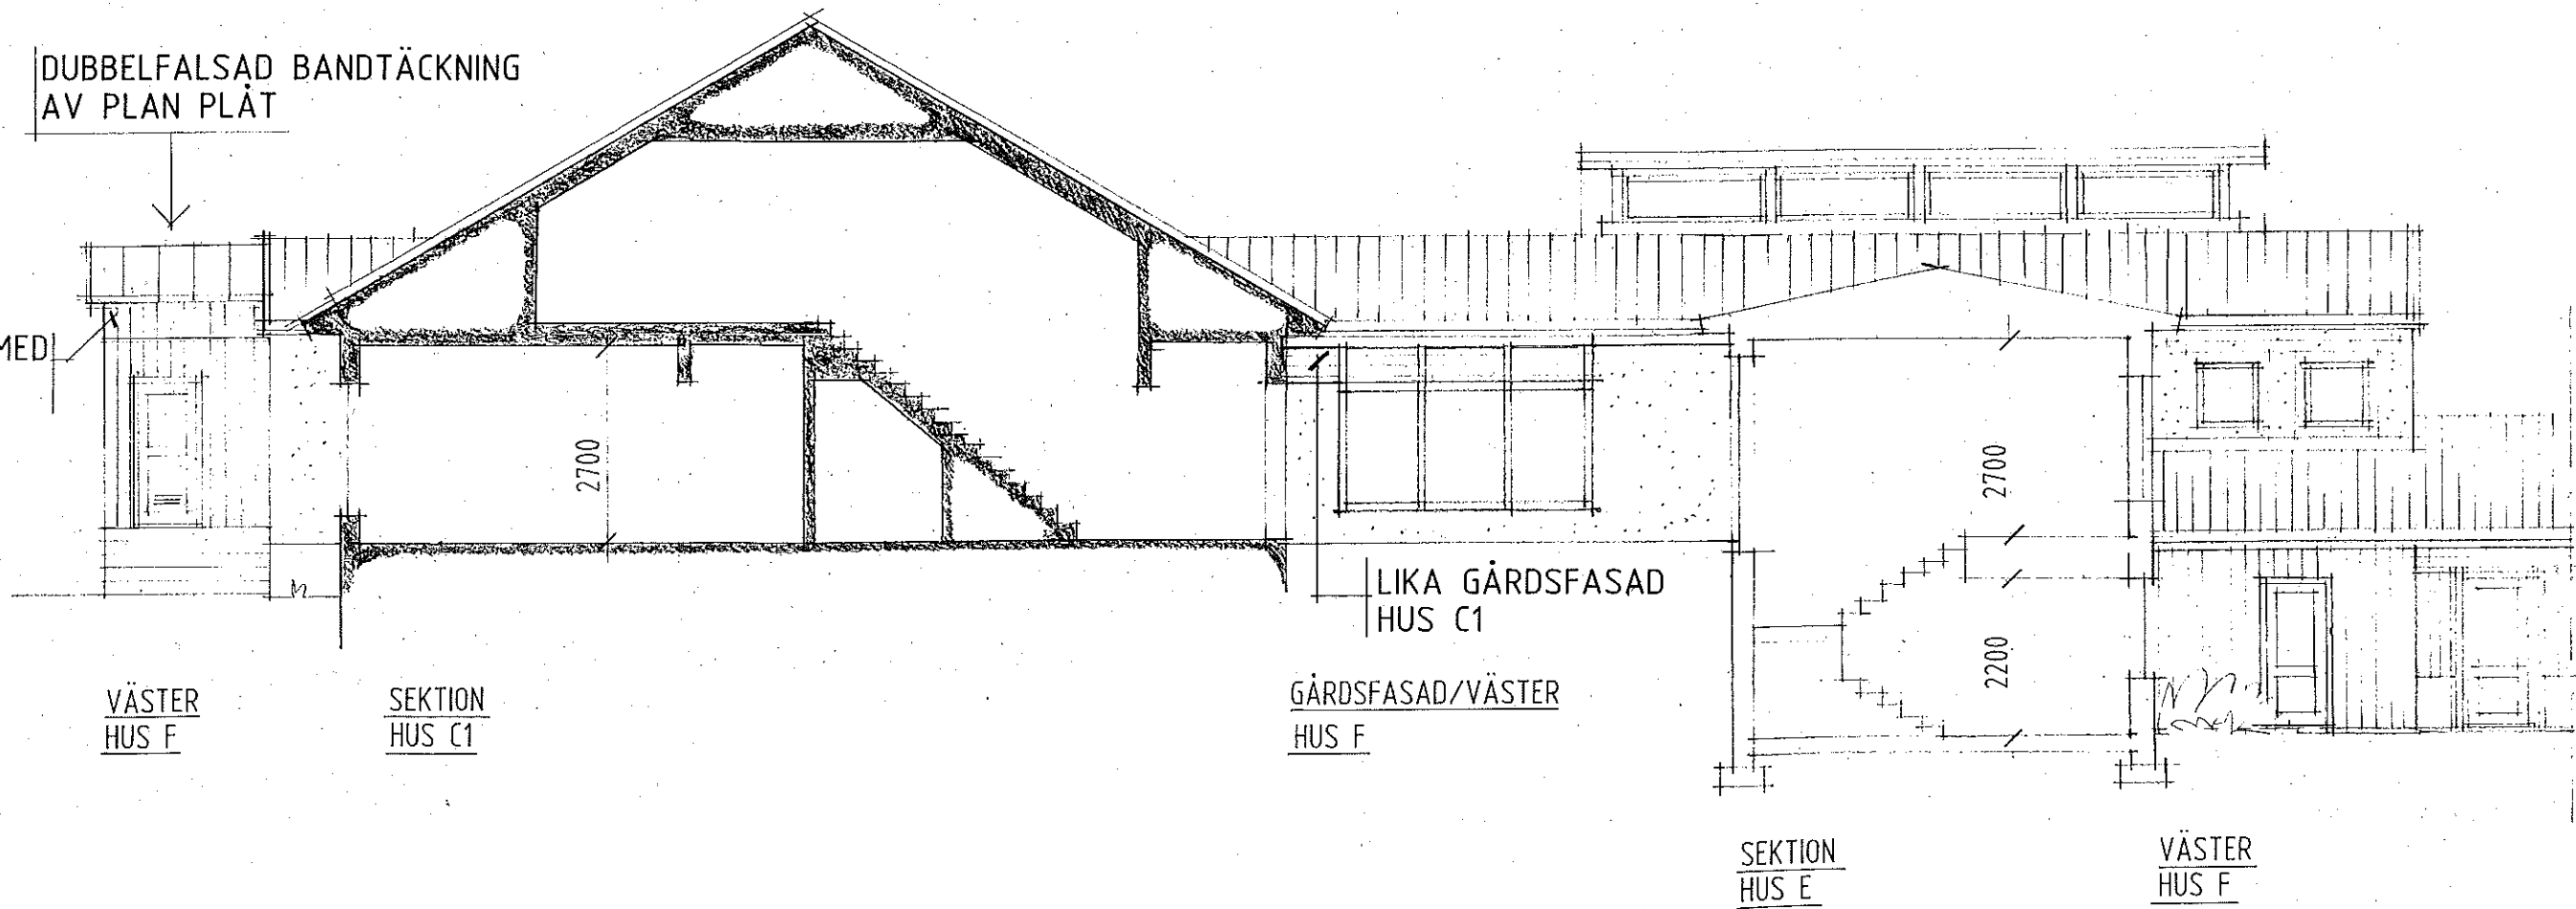 DUBBELFALSAD BANDTÄCKNING
AV PLAN PLÅT
MED
2700
2700
2200
LIKA GÅRDSFASAD
HUS C1
VÄSTER
HUS F
SEKTION
HUS C1
GÅRDSFASAD/VÄSTER
HUS F
SEKTION
HUS E
VÄSTER
HUS F